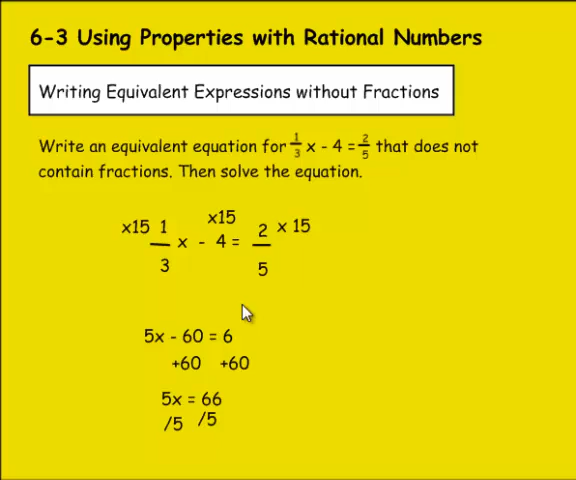 6-3 Using Properties with Rational Numbers
Writing Equivalent Expressions without Fractions
Write an equivalent equation for 1/3 x - 4 = 2/5 that does not
contain fractions. Then solve the equation.
x15 1/3 x - 4 x15 = 2/5 x 15
5x - 60 = 6
+60 +60
5x = 66
/5 /5